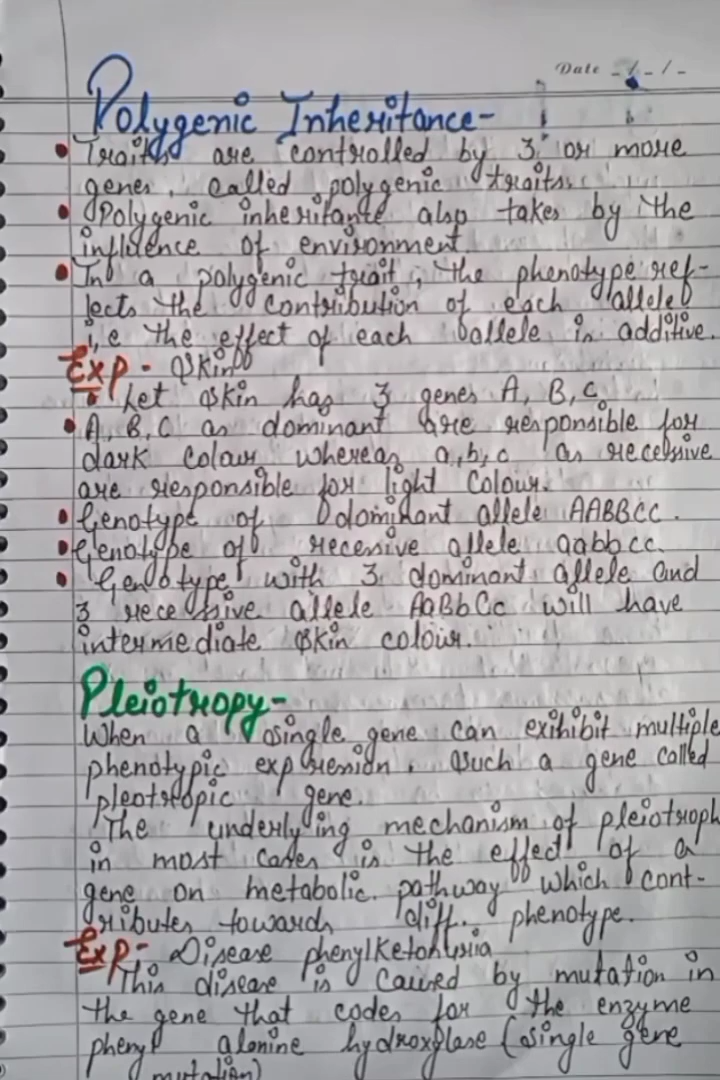 Date _/_/_
Polygenic Inheritance-
• Traits are controlled by 3 or more
genes, called polygenic traits.
• Polygenic inheritance also takes by the
influence of environment.
• In a polygenic trait, the phenotype ref-
lects the contribution of each allele
i,e the effect of each allele is additive.
Exp - Skin
• Let skin has 3 genes A, B, C.
• A, B, C as dominant are responsible for
dark colour whereas a,b,c as recessive
are responsible for light colour.
• Genotype of dominant allele AABBCC.
• Genotype of recessive allele aabbcc.
• Genotype with 3 dominant allele and
3 recessive allele AaBbCc will have
intermediate skin colour.
Pleiotropy-
When a single gene can exihibit multiple
phenotypic expression. Such a gene called
pleotropic gene.
The underlying mechanism of pleiotroph
in most cases is the effect of a
gene on metabolic pathway which cont-
ributes towards diff. phenotype.
Exp:- Disease phenylketonuria
This disease is caused by mutation in
the gene that codes for the enzyme
phenyl alanine hydroxylase (single gene
mutation)